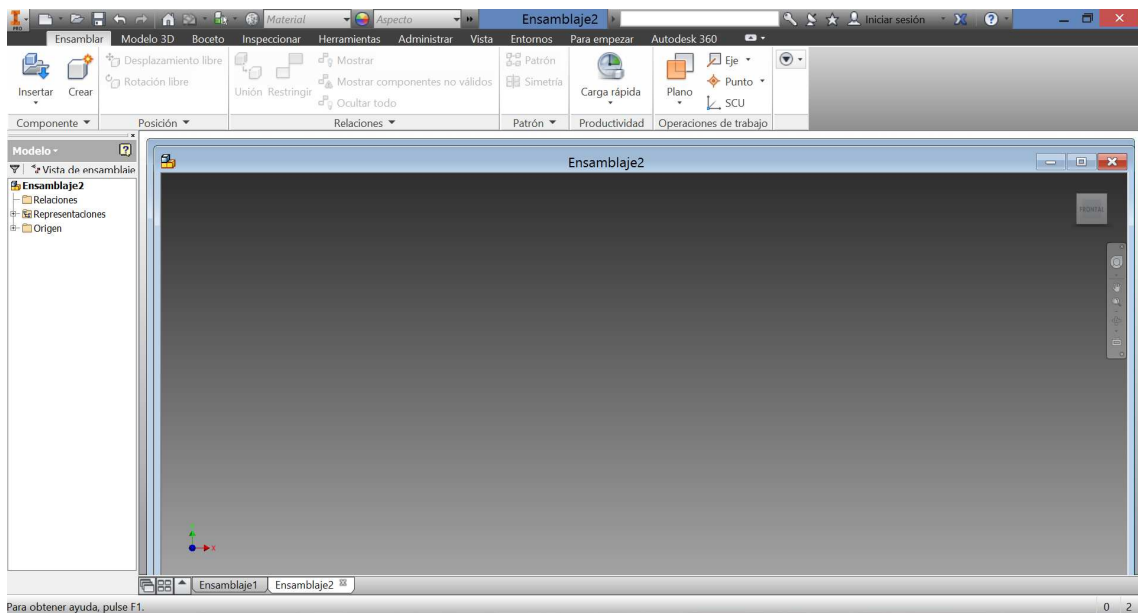 PRO Material Aspecto Ensamblaje2 Iniciar sesión
Ensamblar Modelo 3D Boceto Inspeccionar Herramientas Administrar Vista Entornos Para empezar Autodesk 360
Desplazamiento libre Mostrar Patrón Eje
Rotación libre Mostrar componentes no válidos Simetría Punto
Insertar Crear Unión Restringir Carga rápida Plano
Ocultar todo SCU
Componente Posición Relaciones Patrón Productividad Operaciones de trabajo
Modelo
Vista de ensamblaje
Ensamblaje2
Relaciones
Representaciones
Origen
Ensamblaje2
FRONTAL
X
Ensamblaje1 Ensamblaje2
Para obtener ayuda, pulse F1. 0 2